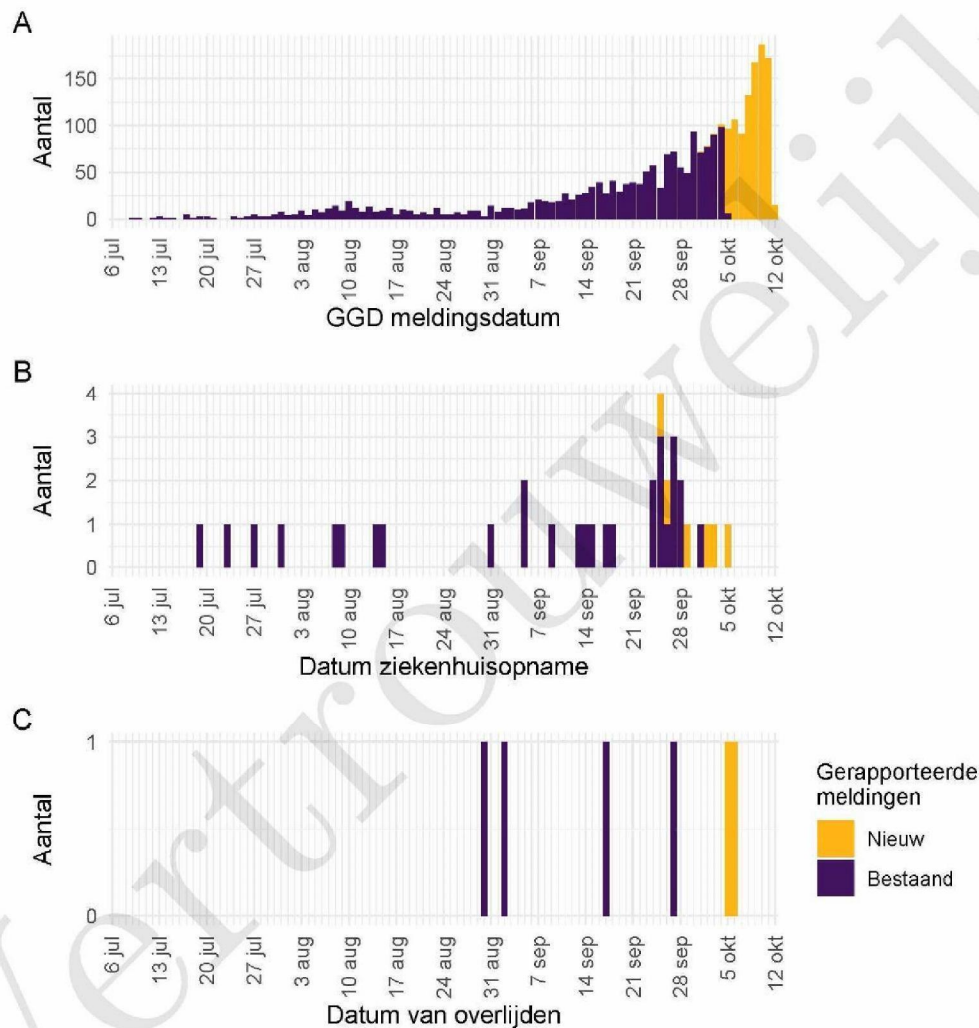 A
150
100
50
0
Aantal
6 jul
13 jul
20 jul
27 jul
3 aug
10 aug
17 aug
24 aug
31 aug
7 sep
14 sep
21 sep
28 sep
5 okt
12 okt
GGD meldingsdatum
B
4
3
2
1
0
Aantal
6 jul
13 jul
20 jul
27 jul
3 aug
10 aug
17 aug
24 aug
31 aug
7 sep
14 sep
21 sep
28 sep
5 okt
12 okt
Datum ziekenhuisopname
C
1
0
Aantal
6 jul
13 jul
20 jul
27 jul
3 aug
10 aug
17 aug
24 aug
31 aug
7 sep
14 sep
21 sep
28 sep
5 okt
12 okt
Datum van overlijden
Gerapporteerde
meldingen
Nieuw
Bestaand